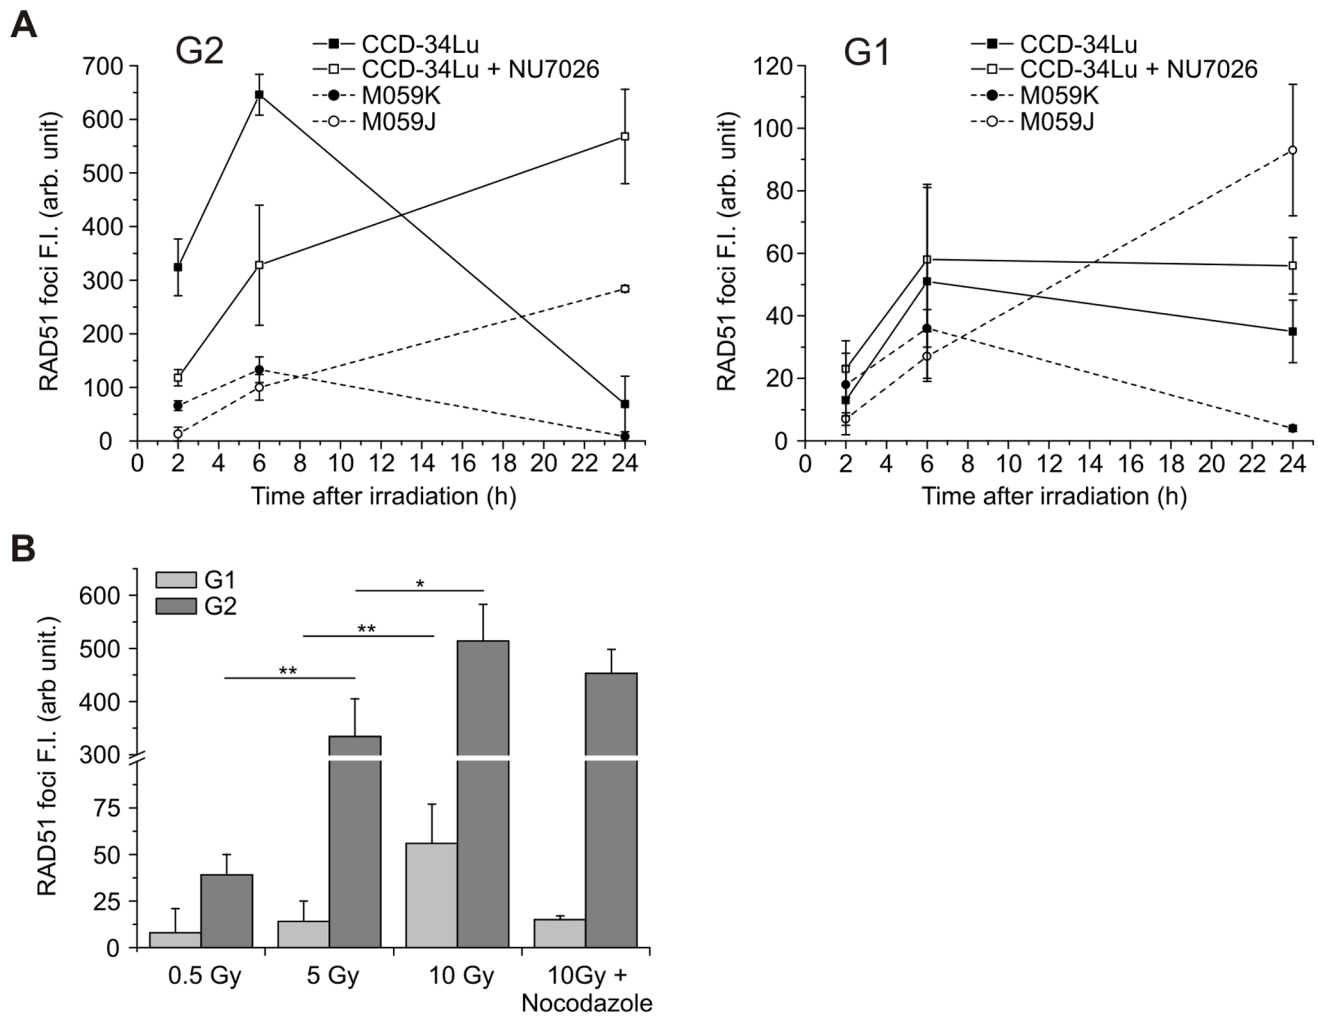 A
G2
CCD-34Lu
CCD-34Lu + NU7026
M059K
M059J
700
600
500
400
300
200
100
0
RAD51 foci F.I. (arb. unit)
0 2 4 6 8 10 12 14 16 18 20 22 24
Time after irradiation (h)
G1
CCD-34Lu
CCD-34Lu + NU7026
M059K
M059J
120
100
80
60
40
20
0
RAD51 foci F.I. (arb. unit)
0 2 4 6 8 10 12 14 16 18 20 22 24
Time after irradiation (h)
B
G1
G2
*
**
**
600
500
400
300
75
50
25
0
RAD51 foci F.I. (arb unit.)
0.5 Gy 5 Gy 10 Gy 10Gy +
Nocodazole